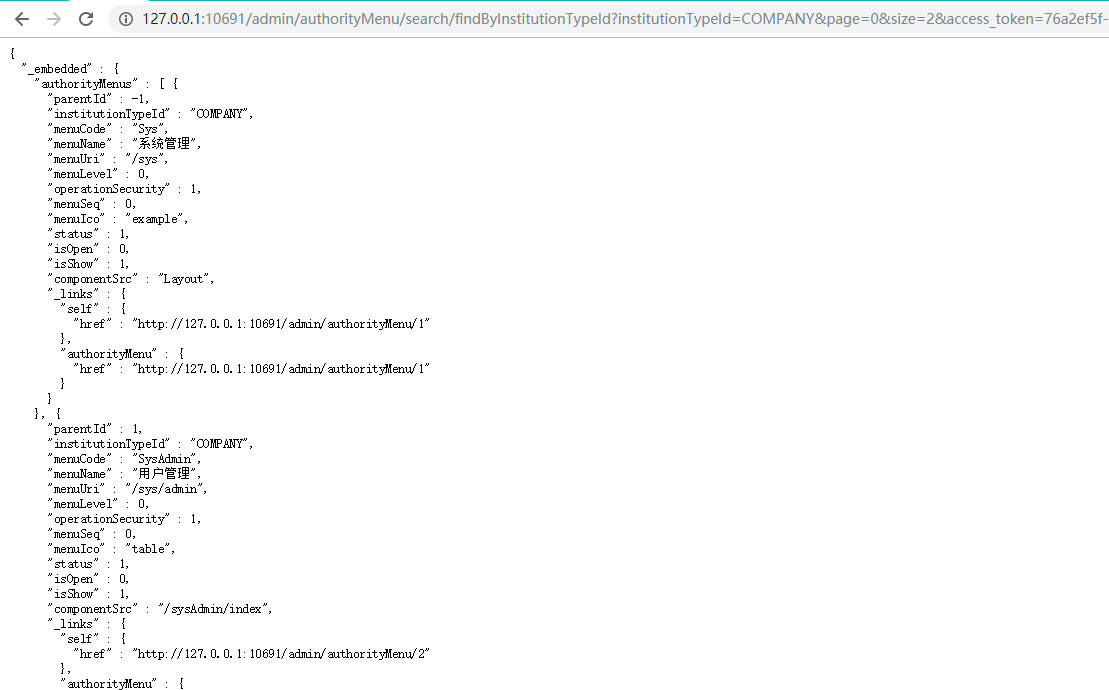 127.0.0.1:10691/admin/authorityMenu/search/findByInstitutionTypeId?institutionTypeId=COMPANY&page=0&size=2&access_token=76a2ef5f-
{
  "_embedded" : {
    "authorityMenus" : [ {
      "parentId" : -1,
      "institutionTypeId" : "COMPANY",
      "menuCode" : "Sys",
      "menuName" : "系统管理",
      "menuUri" : "/sys",
      "menuLevel" : 0,
      "operationSecurity" : 1,
      "menuSeq" : 0,
      "menuIco" : "example",
      "status" : 1,
      "isOpen" : 0,
      "isShow" : 1,
      "componentSrc" : "Layout",
      "_links" : {
        "self" : {
          "href" : "http://127.0.0.1:10691/admin/authorityMenu/1"
        },
        "authorityMenu" : {
          "href" : "http://127.0.0.1:10691/admin/authorityMenu/1"
        }
      }
    }, {
      "parentId" : 1,
      "institutionTypeId" : "COMPANY",
      "menuCode" : "SysAdmin",
      "menuName" : "用户管理",
      "menuUri" : "/sys/admin",
      "menuLevel" : 0,
      "operationSecurity" : 1,
      "menuSeq" : 0,
      "menuIco" : "table",
      "status" : 1,
      "isOpen" : 0,
      "isShow" : 1,
      "componentSrc" : "/sysAdmin/index",
      "_links" : {
        "self" : {
          "href" : "http://127.0.0.1:10691/admin/authorityMenu/2"
        },
        "authorityMenu" : {